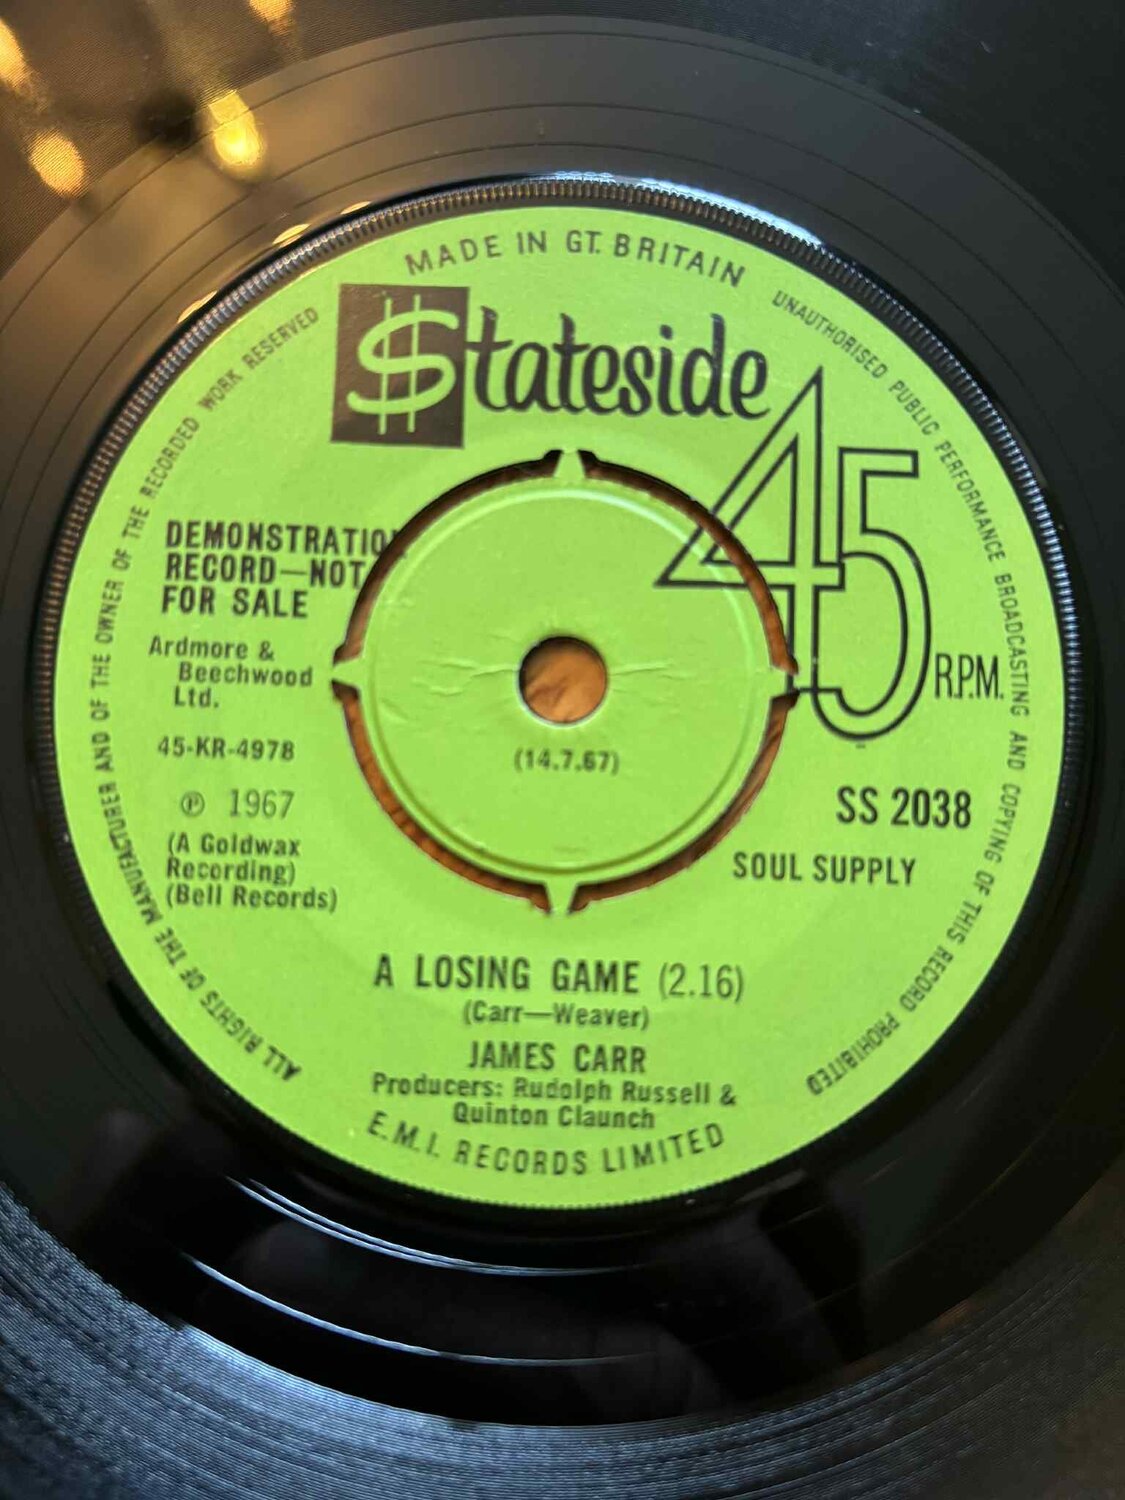 MADE IN GT. BRITAIN
UNAUTHORISED PUBLIC PERFORMANCE BROADCASTING AND COPYING OF THIS RECORD PROHIBITED
ALL RIGHTS OF THE MANUFACTURER AND OF THE OWNER OF THE RECORDED WORK RESERVED
$tateside
45
R.P.M.
DEMONSTRATION
RECORD—NOT
FOR SALE
Ardmore &
Beechwood
Ltd.
45-KR-4978
℗ 1967
(A Goldwax
Recording)
(Bell Records)
(14.7.67)
SS 2038
SOUL SUPPLY
A LOSING GAME (2.16)
(Carr—Weaver)
JAMES CARR
Producers: Rudolph Russell &
Quinton Claunch
E.M.I. RECORDS LIMITED